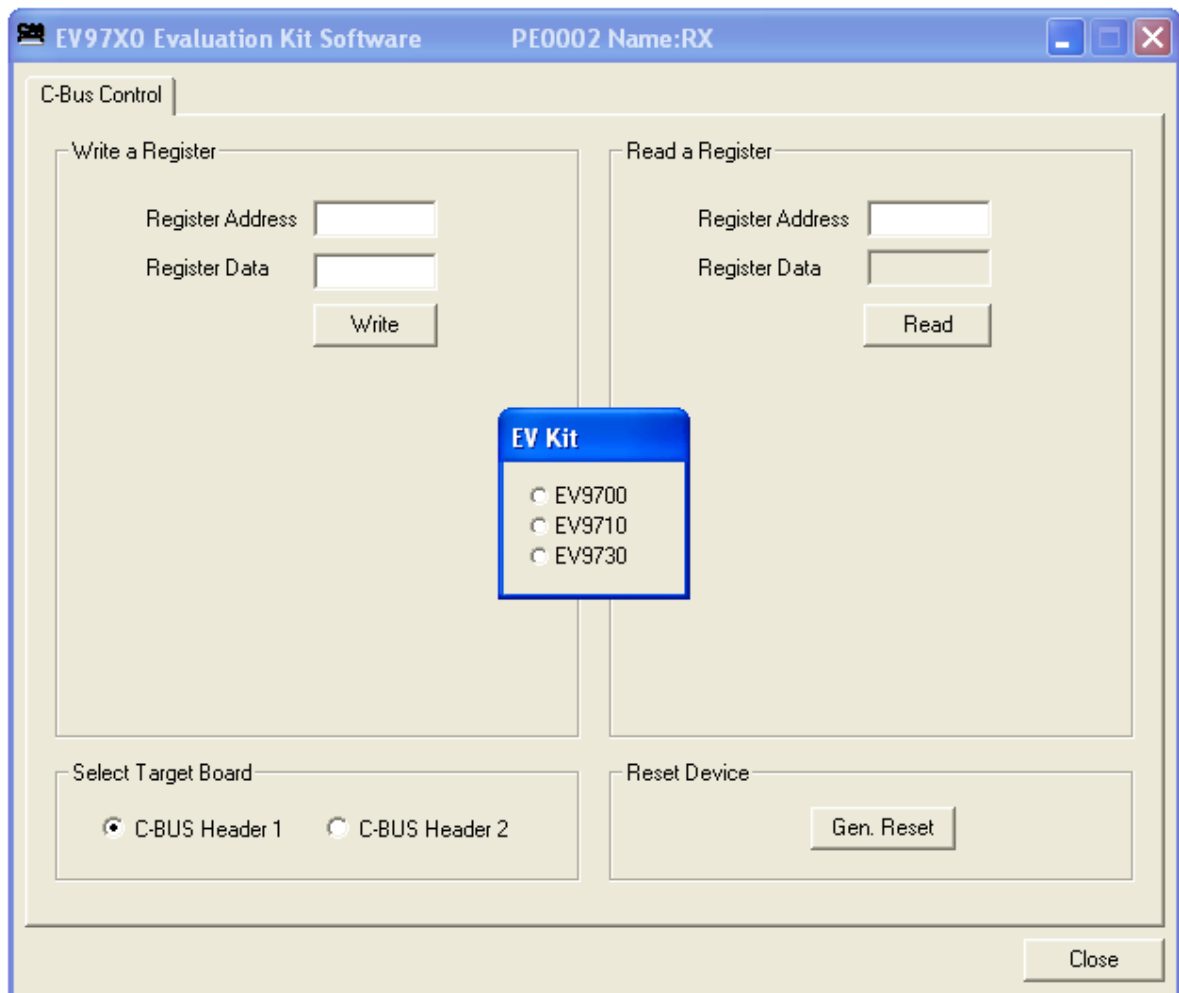 EV97X0 Evaluation Kit Software PE0002 Name:RX
C-Bus Control
Write a Register
Register Address
Register Data
Write
Read a Register
Register Address
Register Data
Read
EV Kit
EV9700
EV9710
EV9730
Select Target Board
C-BUS Header 1 C-BUS Header 2
Reset Device
Gen. Reset
Close